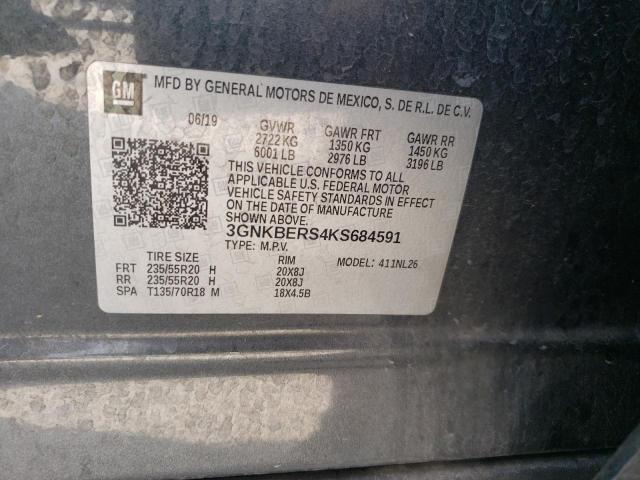 GM
MFD BY GENERAL MOTORS DE MEXICO, S. DE R.L. DE C.V.
06/19 GVWR GAWR FRT GAWR RR
2722 KG 1350 KG 1450 KG
6001 LB 2976 LB 3196 LB
THIS VEHICLE CONFORMS TO ALL
APPLICABLE U.S. FEDERAL MOTOR
VEHICLE SAFETY STANDARDS IN EFFECT
ON THE DATE OF MANUFACTURE
SHOWN ABOVE.
3GNKBERS4KS684591
TYPE: M.P.V. MODEL: 411NL26
TIRE SIZE RIM
FRT 235/55R20 H 20X8J
RR 235/55R20 H 20X8J
SPA T135/70R18 M 18X4.5B